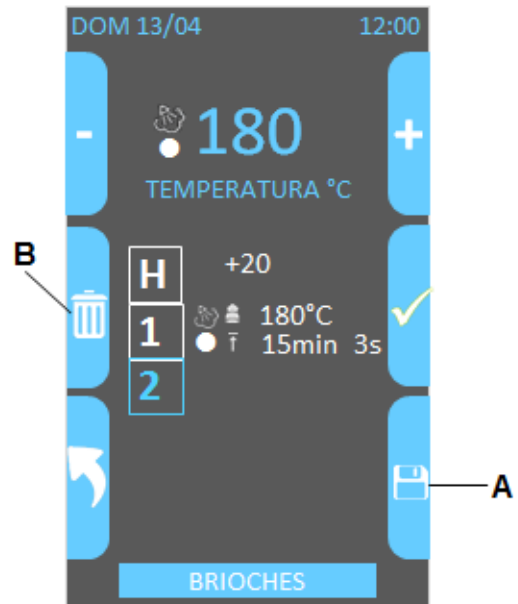 DOM 13/04 12:00
- 180 +
TEMPERATURA °C
B
H +20
1 180°C
15min 3s
2
A
BRIOCHES